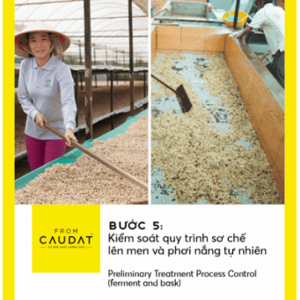 FROM
CAUDAT
BƯỚC 5:
Kiểm soát quy trình sơ chế
lên men và phơi nắng tự nhiên
Preliminary Treatment Process Control
(ferment and bask)